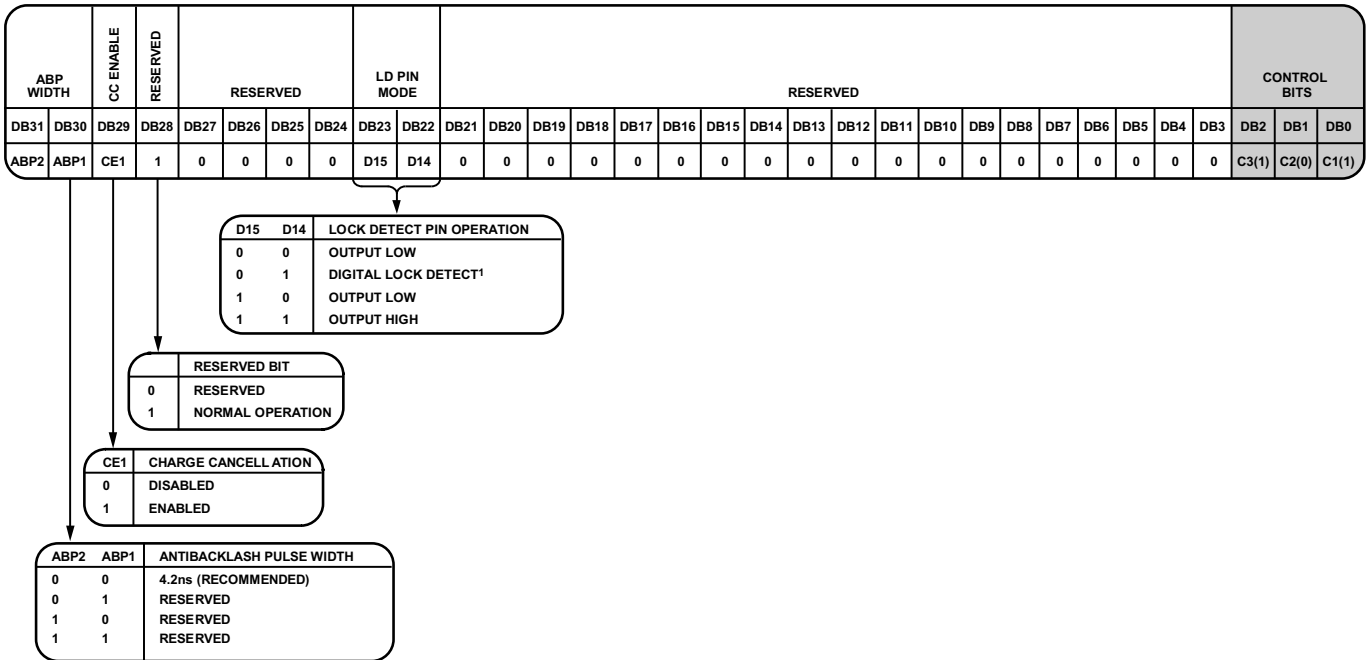 ABP
WIDTH
CC ENABLE
RESERVED
RESERVED
LD PIN
MODE
RESERVED
CONTROL
BITS
DB31 DB30 DB29 DB28 DB27 DB26 DB25 DB24 DB23 DB22 DB21 DB20 DB19 DB18 DB17 DB16 DB15 DB14 DB13 DB12 DB11 DB10 DB9 DB8 DB7 DB6 DB5 DB4 DB3 DB2 DB1 DB0
ABP2 ABP1 CE1 1 0 0 0 0 D15 D14 0 0 0 0 0 0 0 0 0 0 0 0 0 0 0 0 0 0 0 C3(1) C2(0) C1(1)
D15 D14 LOCK DETECT PIN OPERATION
0 0 OUTPUT LOW
0 1 DIGITAL LOCK DETECT1
1 0 OUTPUT LOW
1 1 OUTPUT HIGH
RESERVED BIT
0 RESERVED
1 NORMAL OPERATION
CE1 CHARGE CANCELLATION
0 DISABLED
1 ENABLED
ABP2 ABP1 ANTIBACKLASH PULSE WIDTH
0 0 4.2ns (RECOMMENDED)
0 1 RESERVED
1 0 RESERVED
1 1 RESERVED